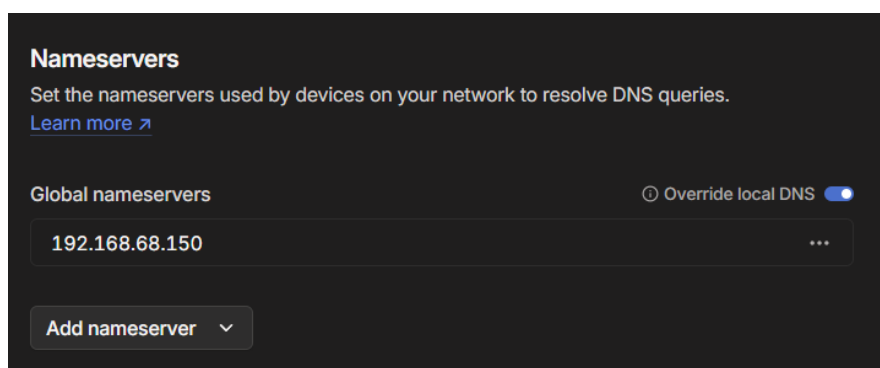 Nameservers
Set the nameservers used by devices on your network to resolve DNS queries.
Learn more ↗
Global nameservers
Override local DNS
192.168.68.150
Add nameserver